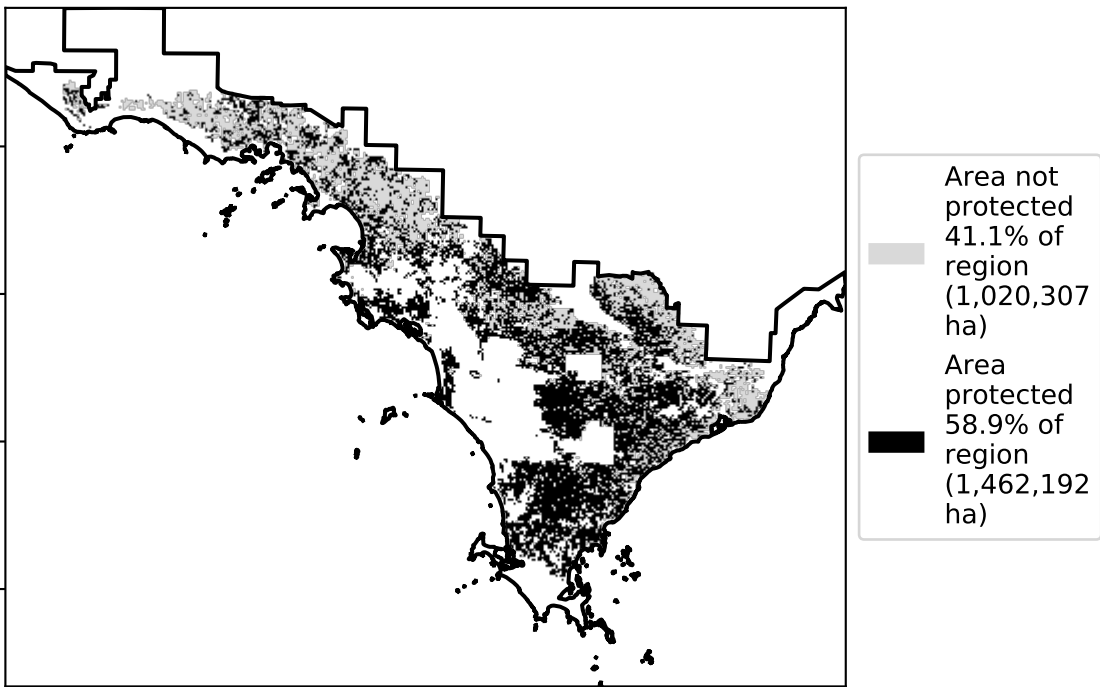 Area not
protected
41.1% of
region
(1,020,307
ha)
Area
protected
58.9% of
region
(1,462,192
ha)